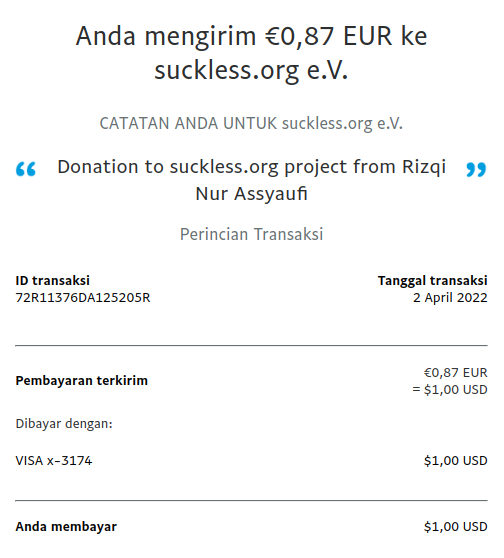 Anda mengirim €0,87 EUR ke
suckless.org e.V.
CATATAN ANDA UNTUK suckless.org e.V.
“ Donation to suckless.org project from Rizqi ”
Nur Assyaufi
Perincian Transaksi
ID transaksi Tanggal transaksi
72R11376DA125205R 2 April 2022
Pembayaran terkirim €0,87 EUR
= $1,00 USD
Dibayar dengan:
VISA x-3174 $1,00 USD
Anda membayar $1,00 USD